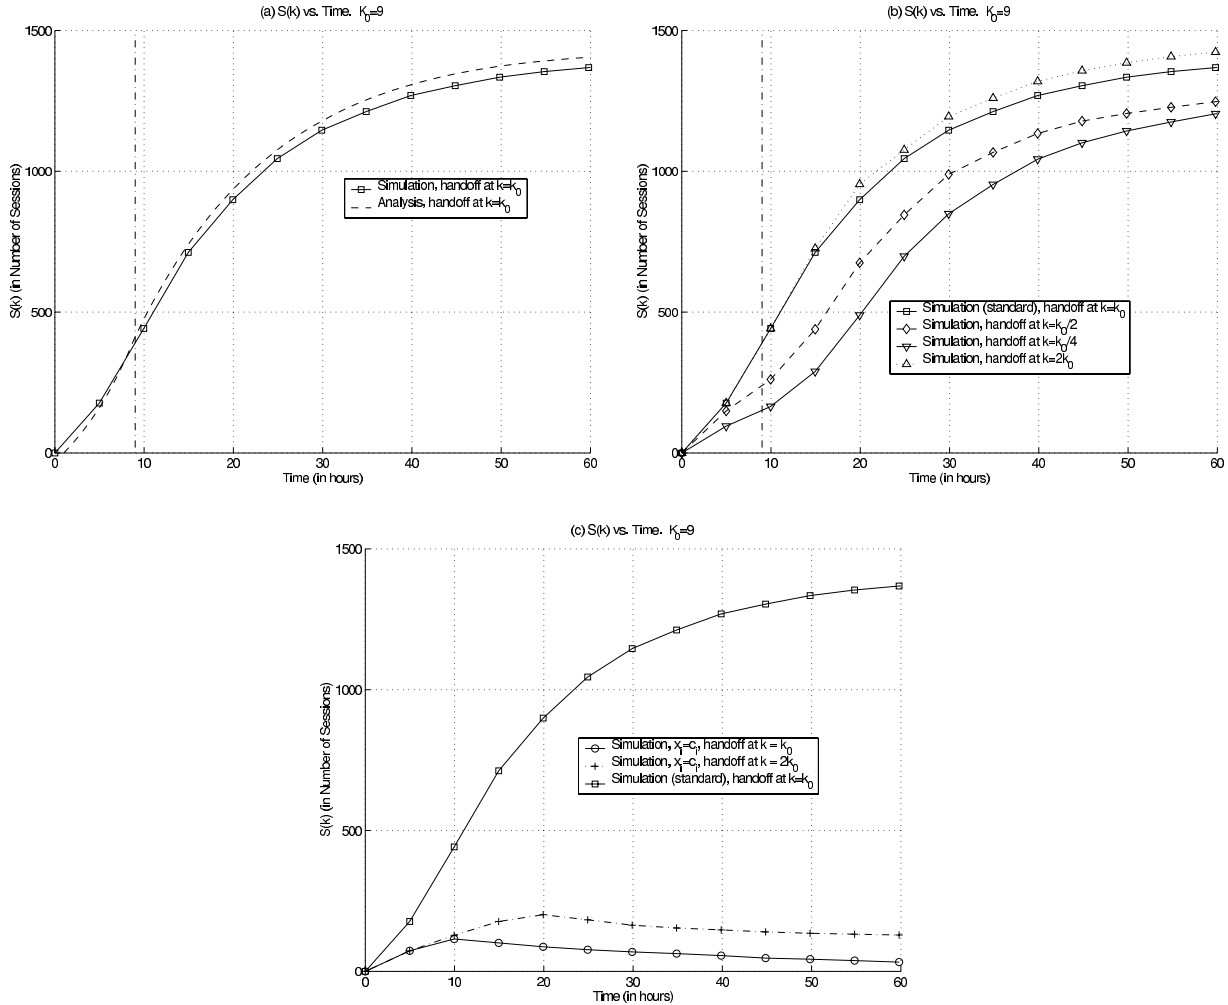 (a) S(k) vs. Time. K0=9
1500
1000
500
0
0 10 20 30 40 50 60
S(k) (in Number of Sessions)
Time (in hours)
Simulation, handoff at k=k0
Analysis, handoff at k=k0
(b) S(k) vs. Time. K0=9
1500
1000
500
0
0 10 20 30 40 50 60
S(k) (in Number of Sessions)
Time (in hours)
Simulation (standard), handoff at k=k0
Simulation, handoff at k=k0/2
Simulation, handoff at k=k0/4
Simulation, handoff at k=2k0
(c) S(k) vs. Time. K0=9
1500
1000
500
0
0 10 20 30 40 50 60
S(k) (in Number of Sessions)
Time (in hours)
Simulation, xi=ci, handoff at k = k0
Simulation, xi=ci, handoff at k = 2k0
Simulation (standard), handoff at k=k0